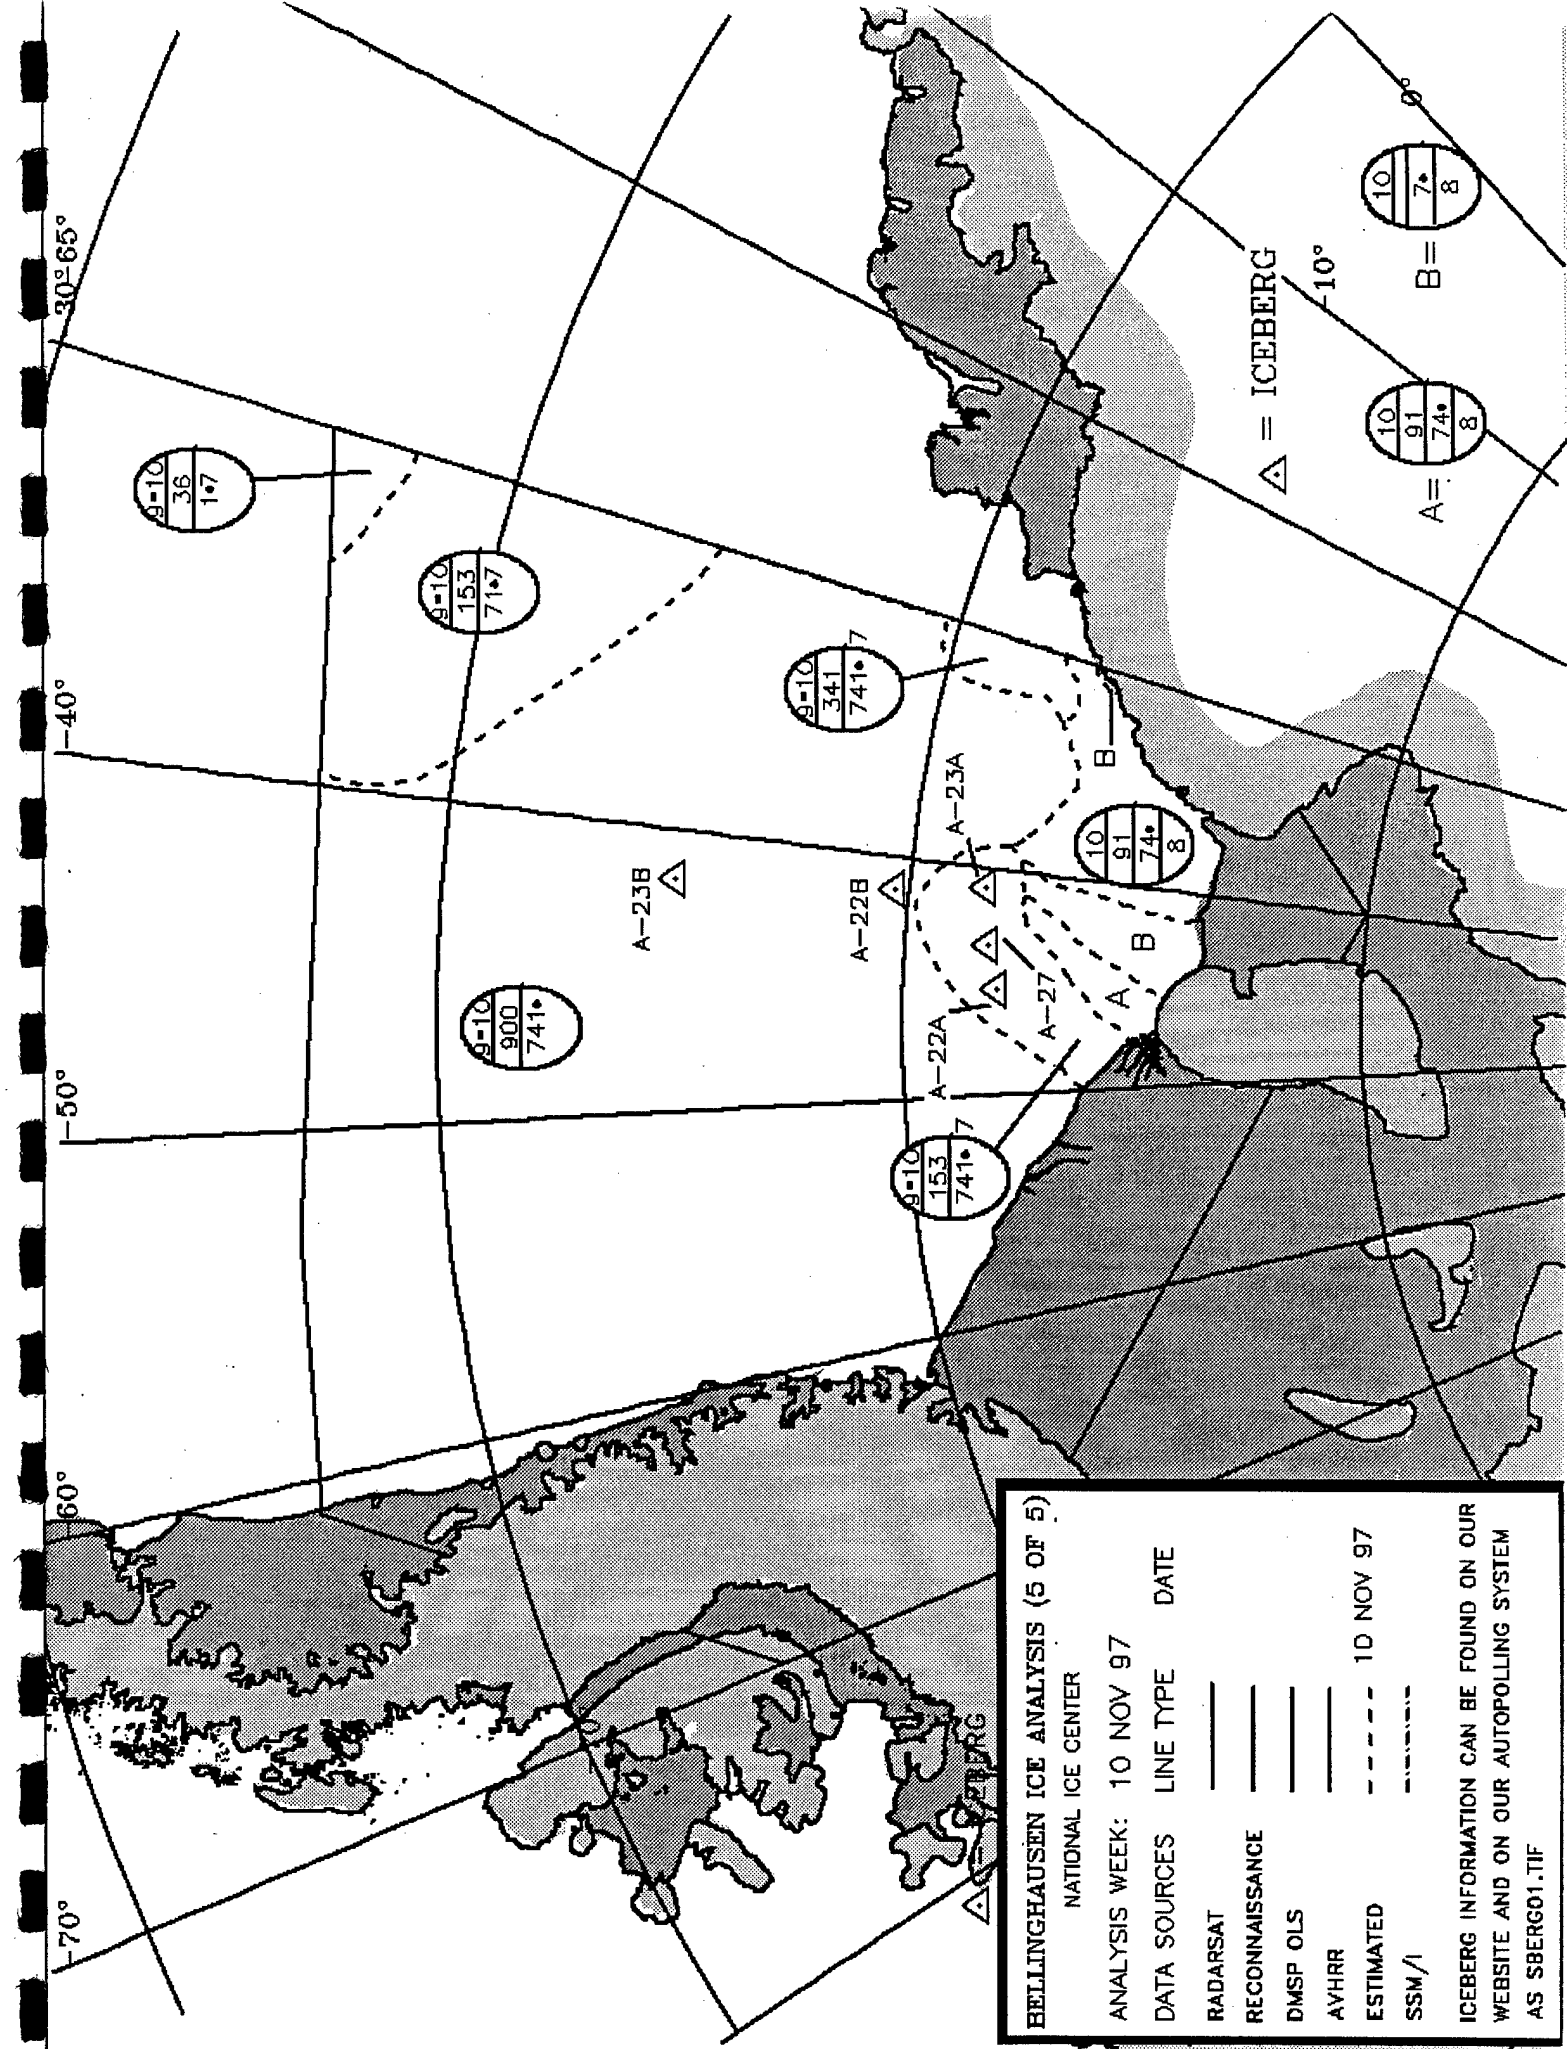 -70°
-60°
-50°
-40°
30°-65°
-10°
0°
9-10
36
1•7
9-10
153
71•7
9-10
900
741•
9-10
341
741• 7
9-10
153
741• 7
10
91
74•
8
A-23B
A-22B
A-23A
A-27
A-22A
A
B
B
= ICEBERG
A=
10
91
74•
8
B=
10
7•
8
BELLINGHAUSEN ICE ANALYSIS (5 OF 5)
NATIONAL ICE CENTER
ANALYSIS WEEK: 10 NOV 97
DATA SOURCES LINE TYPE DATE
RADARSAT
RECONNAISSANCE
DMSP OLS
AVHRR
ESTIMATED 10 NOV 97
SSM/I
ICEBERG INFORMATION CAN BE FOUND ON OUR
WEBSITE AND ON OUR AUTOPOLLING SYSTEM
AS SBERG01.TIF